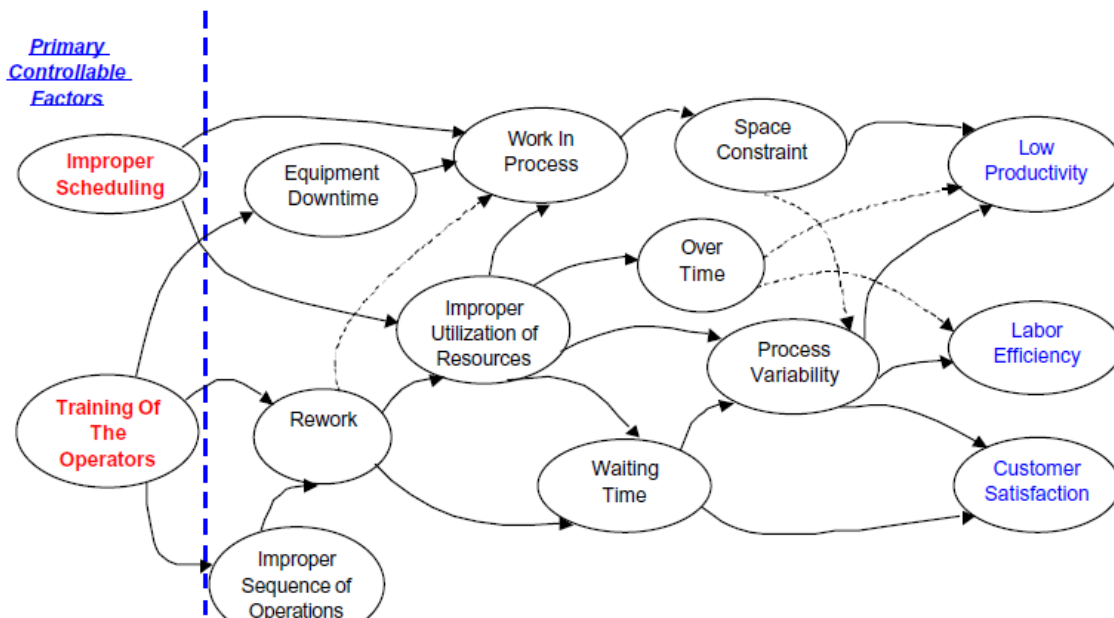 Primary
Controllable
Factors
Improper
Scheduling
Equipment
Downtime
Work In
Process
Space
Constraint
Low
Productivity
Over
Time
Improper
Utilization of
Resources
Process
Variability
Labor
Efficiency
Training Of
The
Operators
Rework
Waiting
Time
Customer
Satisfaction
Improper
Sequence of
Operations